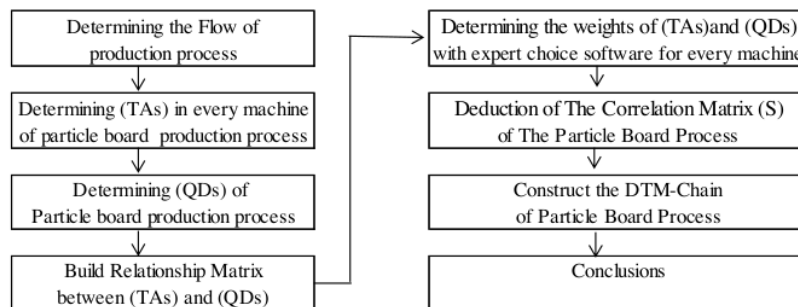 Determining the Flow of
production process
Determining (TAs) in every machine
of particle board production process
Determining (QDs) of
Particle board production process
Build Relationship Matrix
between (TAs) and (QDs)
Determining the weights of (TAs)and (QDs)
with expert choice software for every machine
Deduction of The Correlation Matrix (S)
of The Particle Board Process
Construct the DTM-Chain
of Particle Board Process
Conclusions